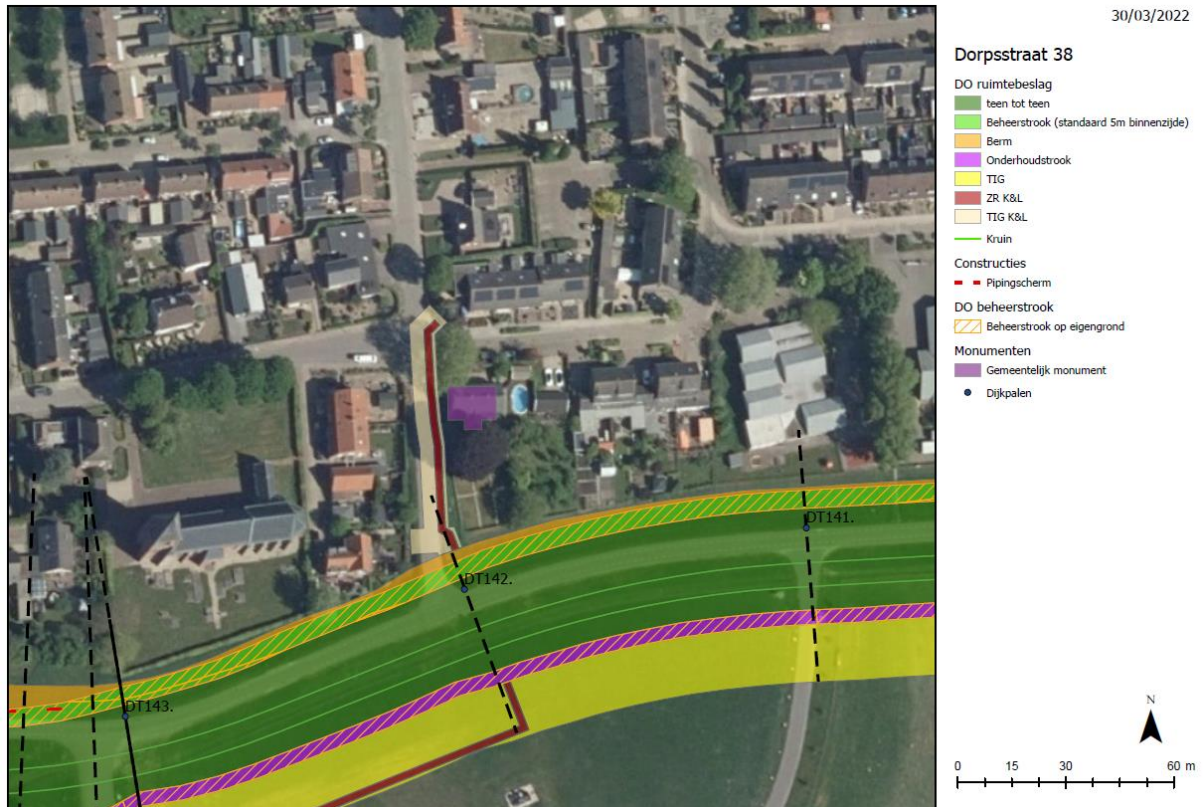 30/03/2022
Dorpsstraat 38
DO ruimtebeslag
teen tot teen
Beheerstrook (standaard 5m binnenzijde)
Berm
Onderhoudstrook
TIG
ZR K&L
TIG K&L
Kruin
Constructies
Pipingscherm
DO beheerstrook
Beheerstrook op eigengrond
Monumenten
Gemeentelijk monument
Dijkpalen
DT141.
DT142.
DT143.
N
0 15 30 60 m